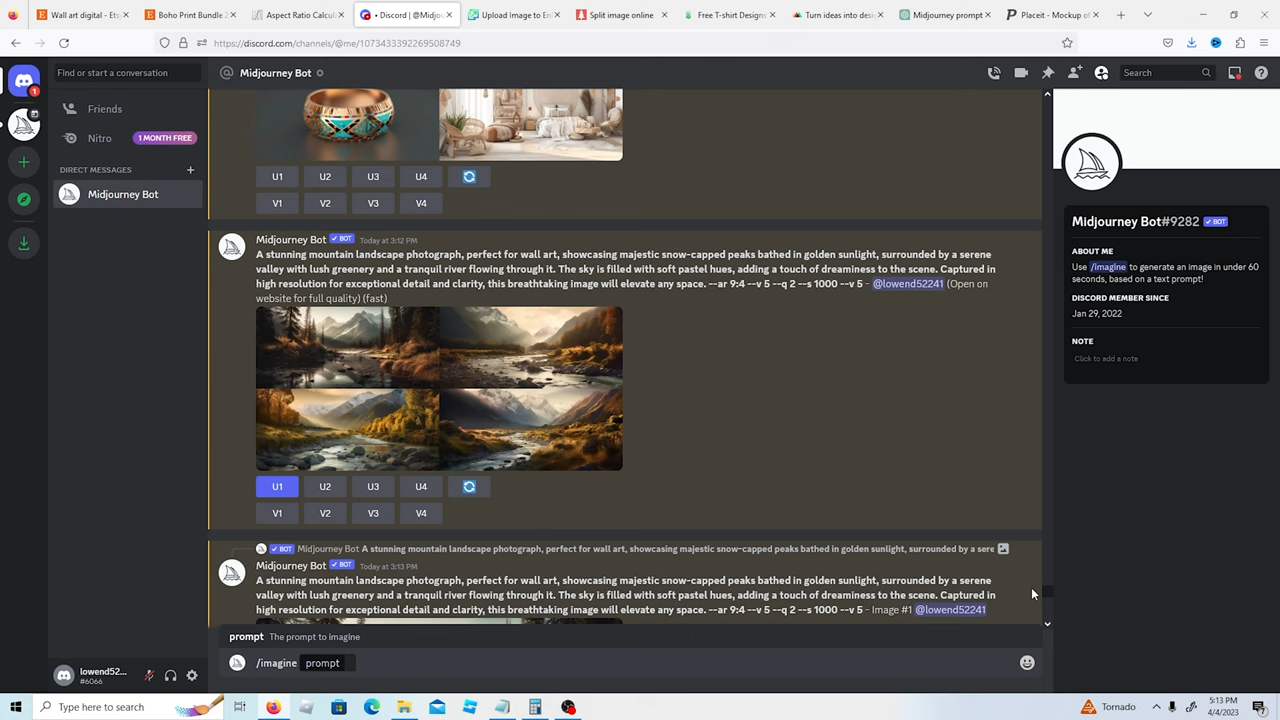 Wall art digital - Ets
Boho Print Bundle 2
Aspect Ratio Calcu
• Discord | @Midjou
Upload Image to En
Split image online
Free T-shirt Design
Turn ideas into des
Midjourney prompt
Placeit - Mockup of
https://discord.com/channels/@me/1073433392269508749
Find or start a conversation
Midjourney Bot
Search
Friends
Nitro
1 MONTH FREE
DIRECT MESSAGES
Midjourney Bot
U1 U2 U3 U4
V1 V2 V3 V4
Midjourney Bot BOT Today at 3:12 PM
A stunning mountain landscape photograph, perfect for wall art, showcasing majestic snow-capped peaks bathed in golden sunlight, surrounded by a serene
valley with lush greenery and a tranquil river flowing through it. The sky is filled with soft pastel hues, adding a touch of dreaminess to the scene. Captured in
high resolution for exceptional detail and clarity, this breathtaking image will elevate any space. --ar 9:4 --v 5 --q 2 --s 1000 --v 5 - @lowend52241 (Open on
website for full quality) (fast)
U1 U2 U3 U4
V1 V2 V3 V4
BOT Midjourney Bot A stunning mountain landscape photograph, perfect for wall art, showcasing majestic snow-capped peaks bathed in golden sunlight, surrounded by a sere
Midjourney Bot BOT Today at 3:13 PM
A stunning mountain landscape photograph, perfect for wall art, showcasing majestic snow-capped peaks bathed in golden sunlight, surrounded by a serene
valley with lush greenery and a tranquil river flowing through it. The sky is filled with soft pastel hues, adding a touch of dreaminess to the scene. Captured in
high resolution for exceptional detail and clarity, this breathtaking image will elevate any space. --ar 9:4 --v 5 --q 2 --s 1000 --v 5 - Image #1 @lowend52241
prompt The prompt to imagine
/imagine prompt
Midjourney Bot#9282 BOT
ABOUT ME
Use /imagine to generate an image in under 60
seconds, based on a text prompt!
DISCORD MEMBER SINCE
Jan 29, 2022
NOTE
Click to add a note
lowend52...
#6066
Type here to search
Tornado
5:13 PM
4/4/2023